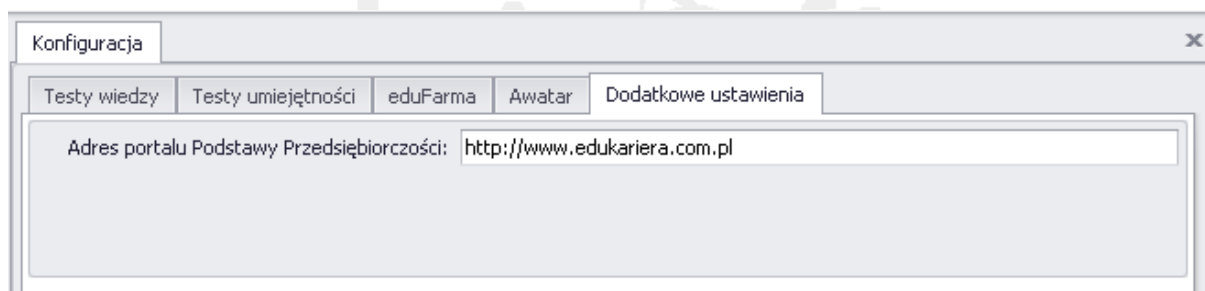 Konfiguracja
Testy wiedzy Testy umiejętności eduFarma Awatar Dodatkowe ustawienia
Adres portalu Podstawy Przedsiębiorczości: http://www.edukariera.com.pl